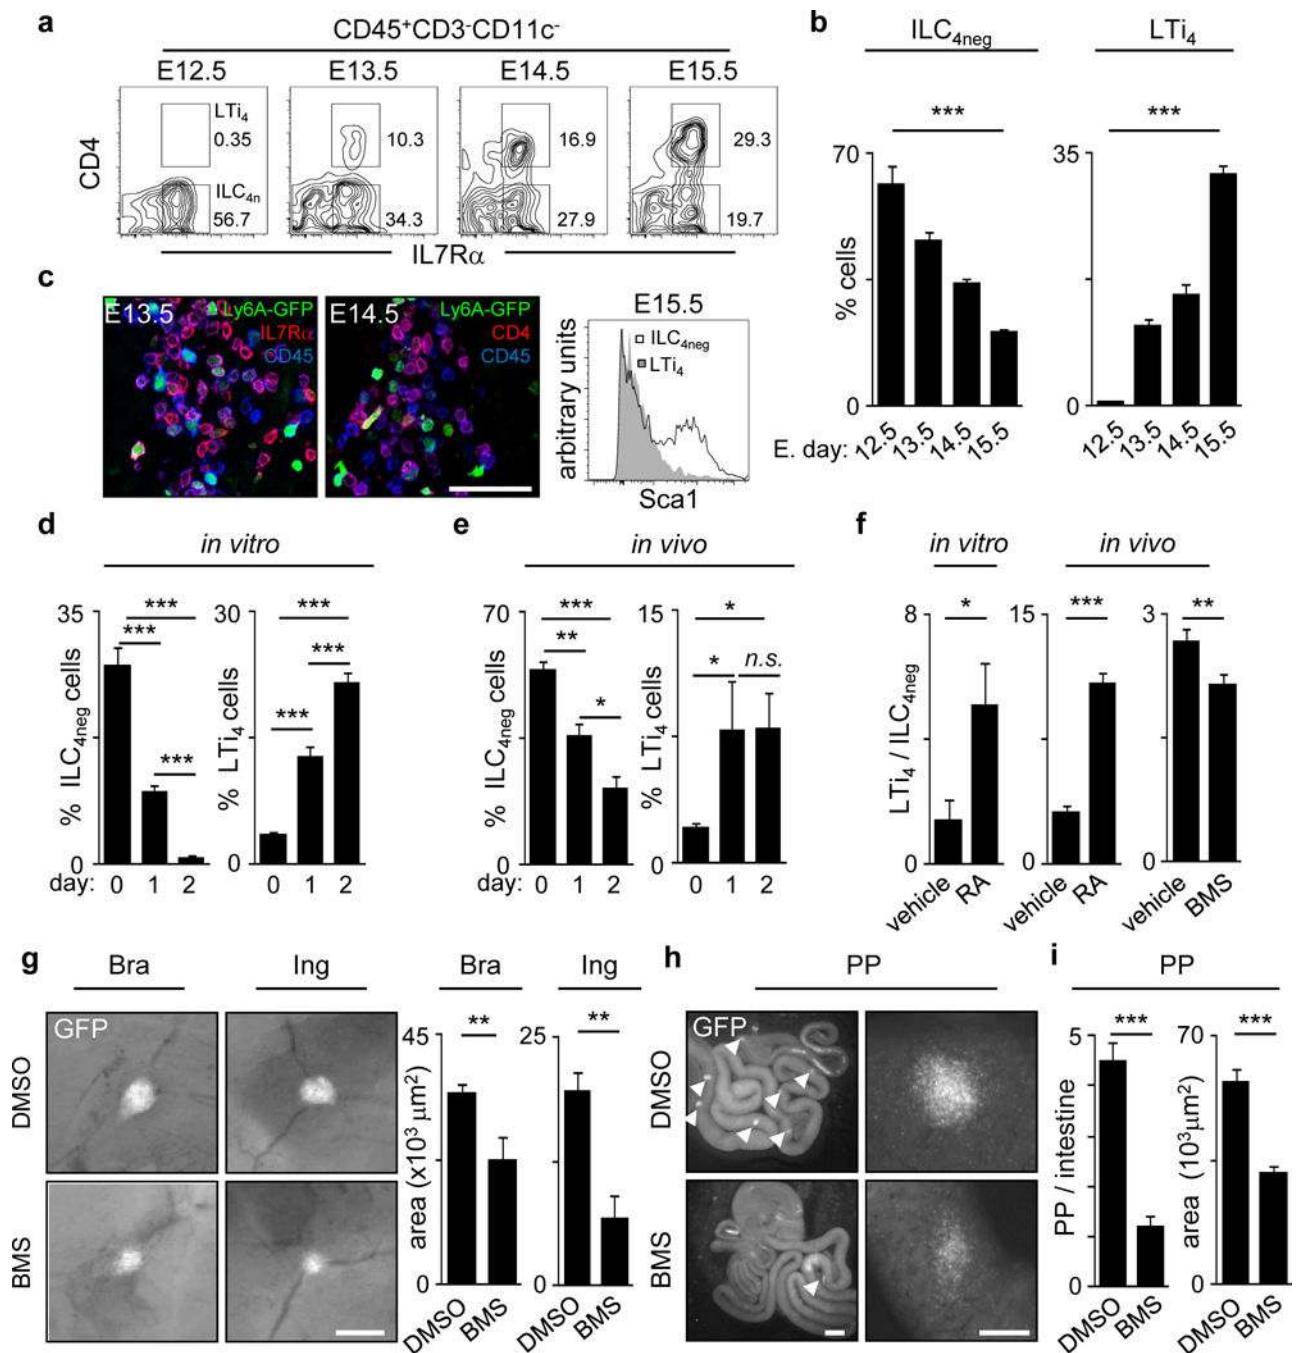 a
CD45+CD3-CD11c-
E12.5 E13.5 E14.5 E15.5
LTi4
0.35 10.3 16.9 29.3
ILC4n
56.7 34.3 27.9 19.7
CD4
IL7Rα
b
ILC4neg LTi4
*** ***
70 35
% cells
0 0
E. day: 12.5 13.5 14.5 15.5 12.5 13.5 14.5 15.5
c
E13.5 Ly6A-GFP
IL7Rα
CD45
E14.5 Ly6A-GFP
CD4
CD45
E15.5
ILC4neg
LTi4
arbitrary units
Sca1
d
in vitro
35 *** *** ***
% ILC4neg cells
0
day: 0 1 2
30 *** *** ***
% LTi4 cells
0
0 1 2
e
in vivo
70 *** ** *
% ILC4neg cells
0
day: 0 1 2
15 * * n.s.
% LTi4 cells
0
0 1 2
f
in vitro in vivo
8 * 15 *** 3 **
LTi4 / ILC4neg
0 0 0
vehicle RA vehicle RA vehicle BMS
g
Bra Ing Bra Ing
GFP
DMSO
BMS
45 ** 25 **
area (x10³ μm²)
0 0
DMSO BMS DMSO BMS
h
PP
GFP
DMSO
BMS
i
PP
5 *** 70 ***
PP / intestine
area (10³μm²)
0 0
DMSO BMS DMSO BMS